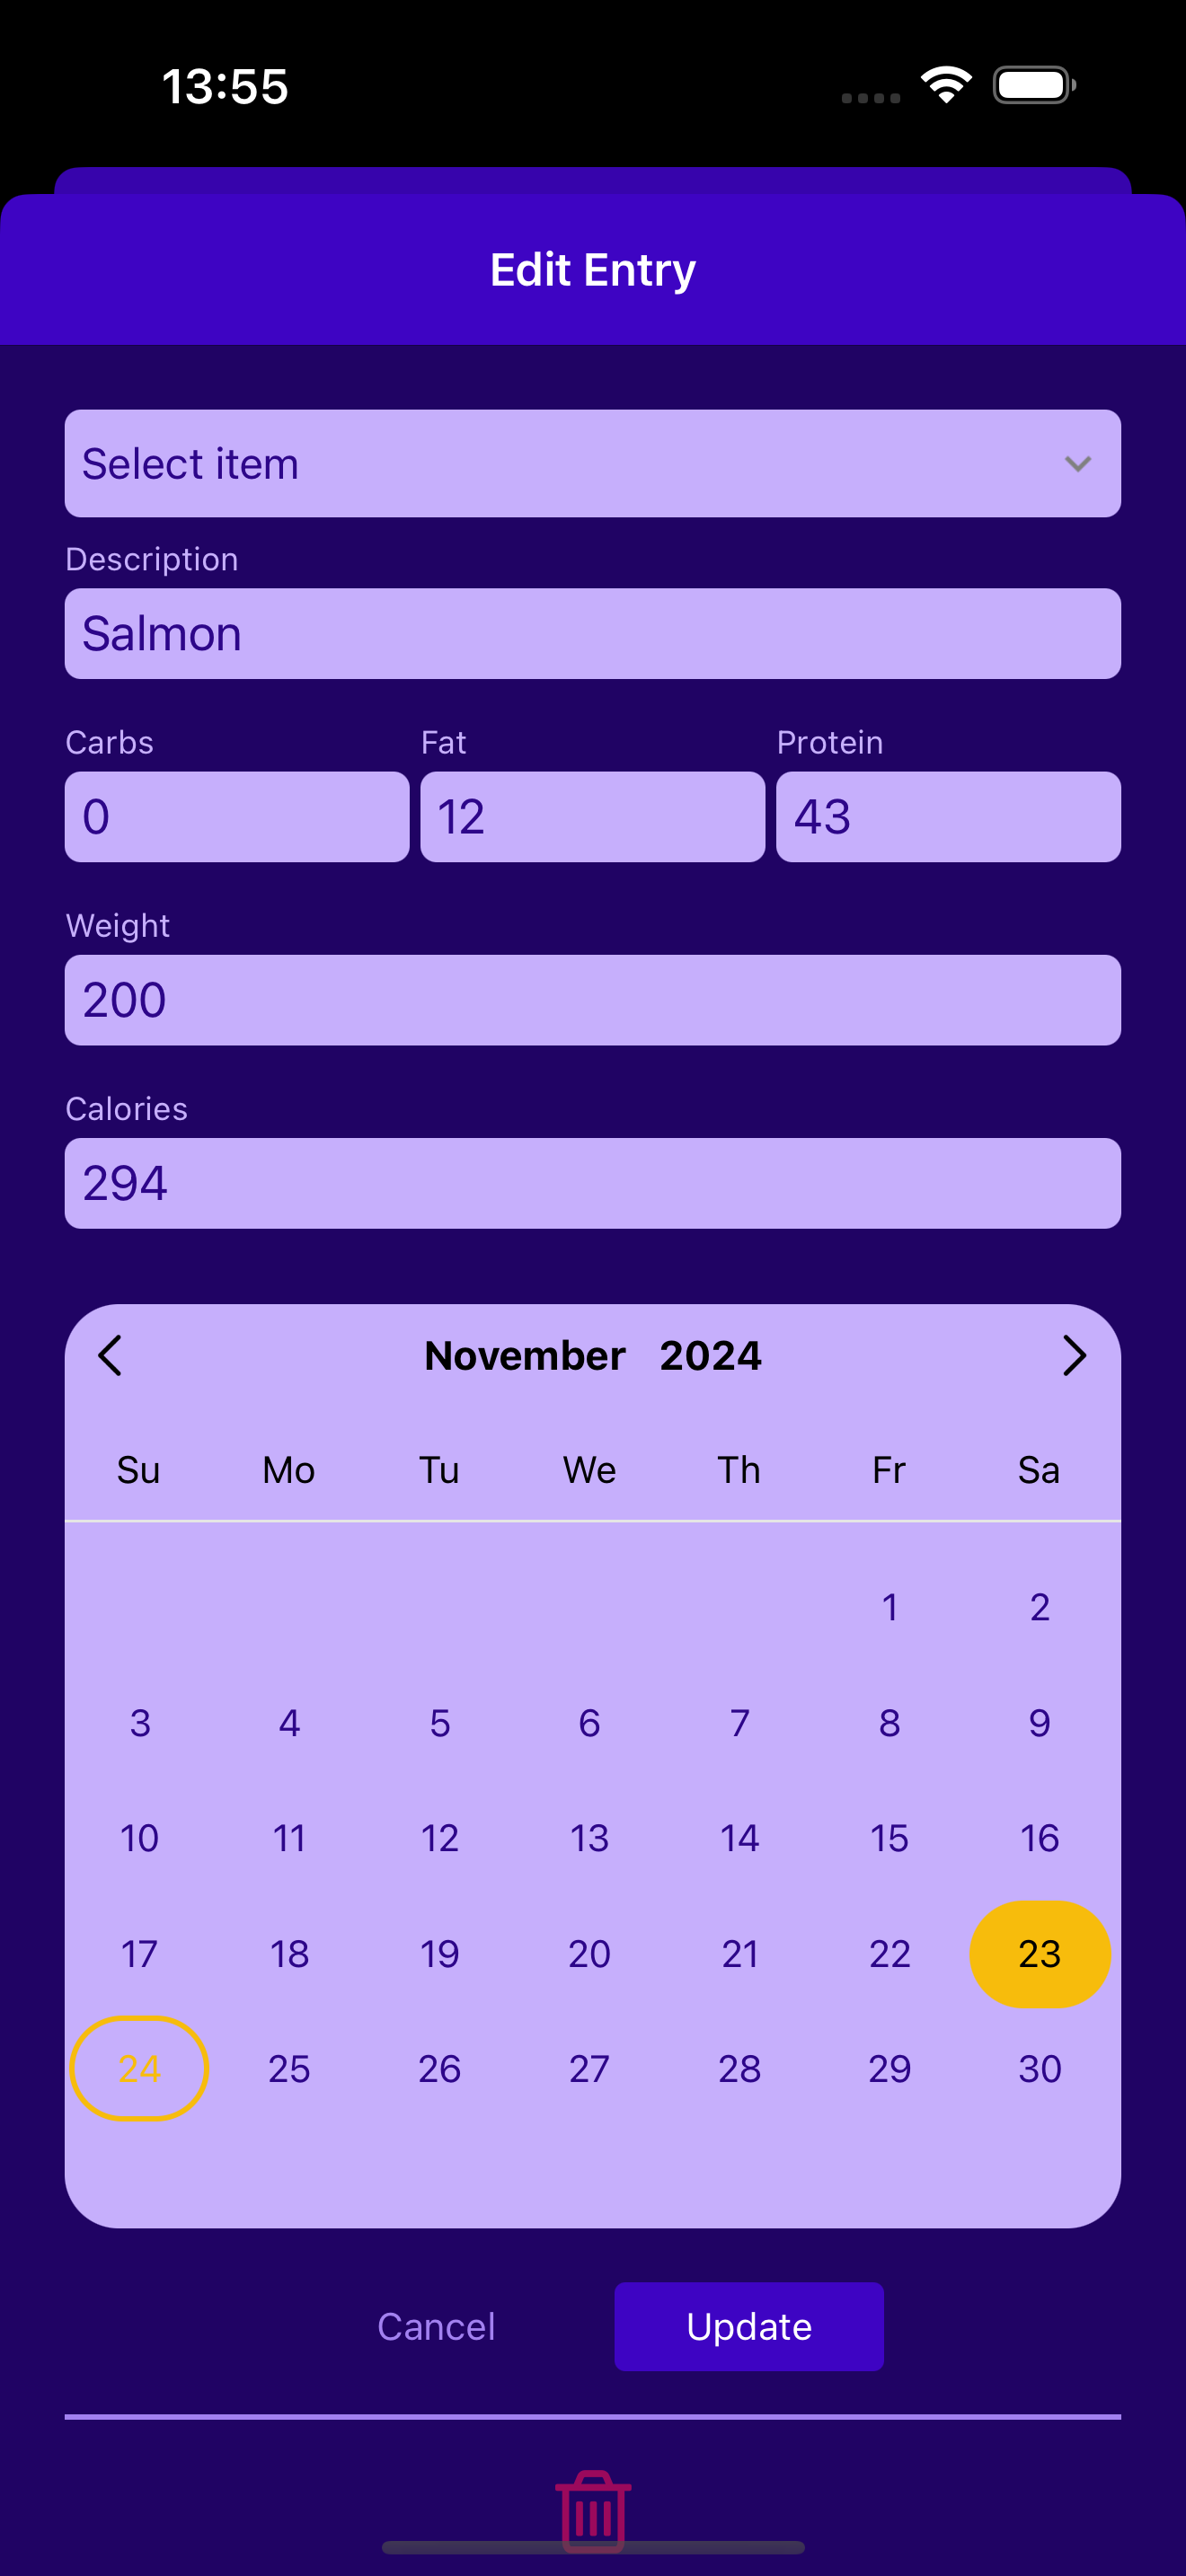 13:55
Edit Entry
Select item
Description
Salmon
Carbs Fat Protein
0 12 43
Weight
200
Calories
294
November 2024
Su Mo Tu We Th Fr Sa
1 2
3 4 5 6 7 8 9
10 11 12 13 14 15 16
17 18 19 20 21 22 23
24 25 26 27 28 29 30
Cancel Update